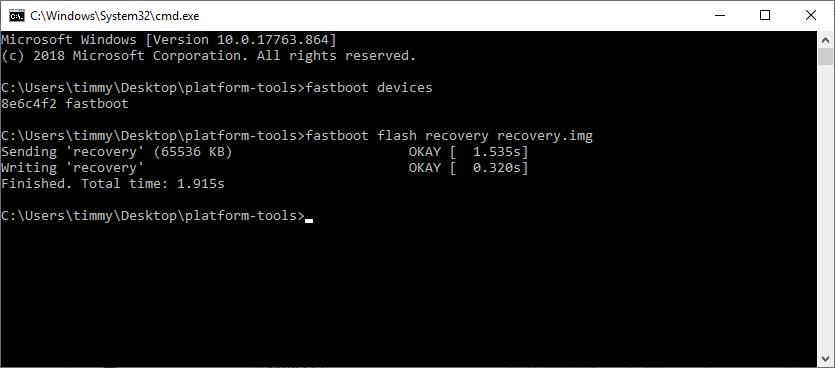 C:\Windows\System32\cmd.exe
Microsoft Windows [Version 10.0.17763.864]
(c) 2018 Microsoft Corporation. All rights reserved.
C:\Users\timmy\Desktop\platform-tools>fastboot devices
8e6c4f2 fastboot
C:\Users\timmy\Desktop\platform-tools>fastboot flash recovery recovery.img
Sending 'recovery' (65536 KB)                      OKAY [  1.535s]
Writing 'recovery'                                 OKAY [  0.320s]
Finished. Total time: 1.915s
C:\Users\timmy\Desktop\platform-tools>